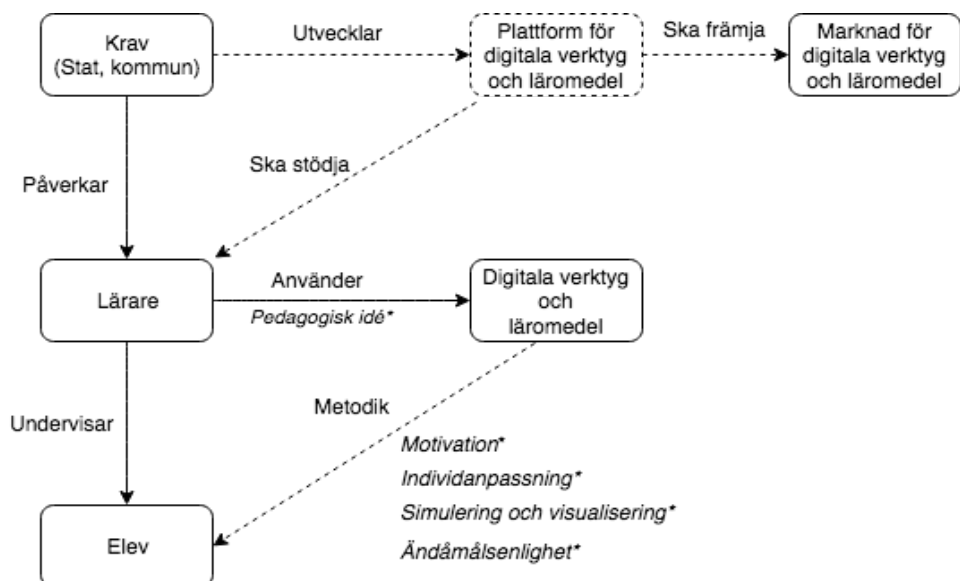 Krav
(Stat, kommun)
Utvecklar
Plattform för
digitala verktyg
och läromedel
Ska främja
Marknad för
digitala verktyg
och läromedel
Ska stödja
Påverkar
Lärare
Använder
Pedagogisk idé*
Digitala verktyg
och
läromedel
Undervisar
Metodik
Motivation*
Individanpassning*
Simulering och visualisering*
Ändåmålsenlighet*
Elev